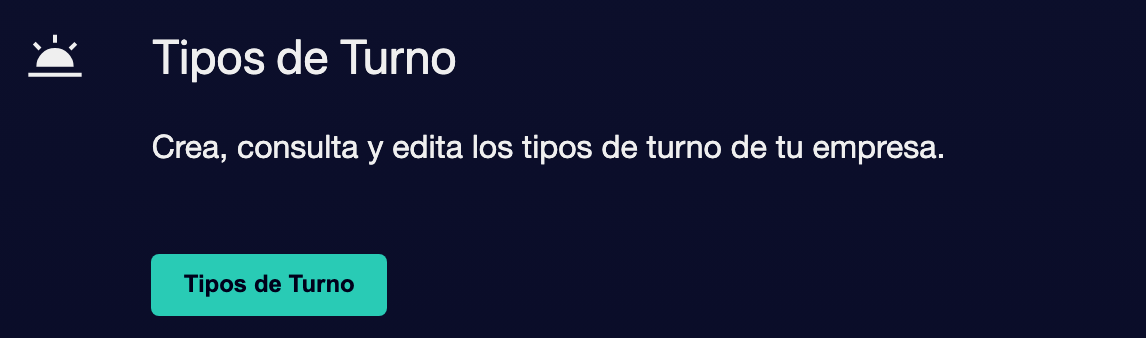 Tipos de Turno
Crea, consulta y edita los tipos de turno de tu empresa.
Tipos de Turno